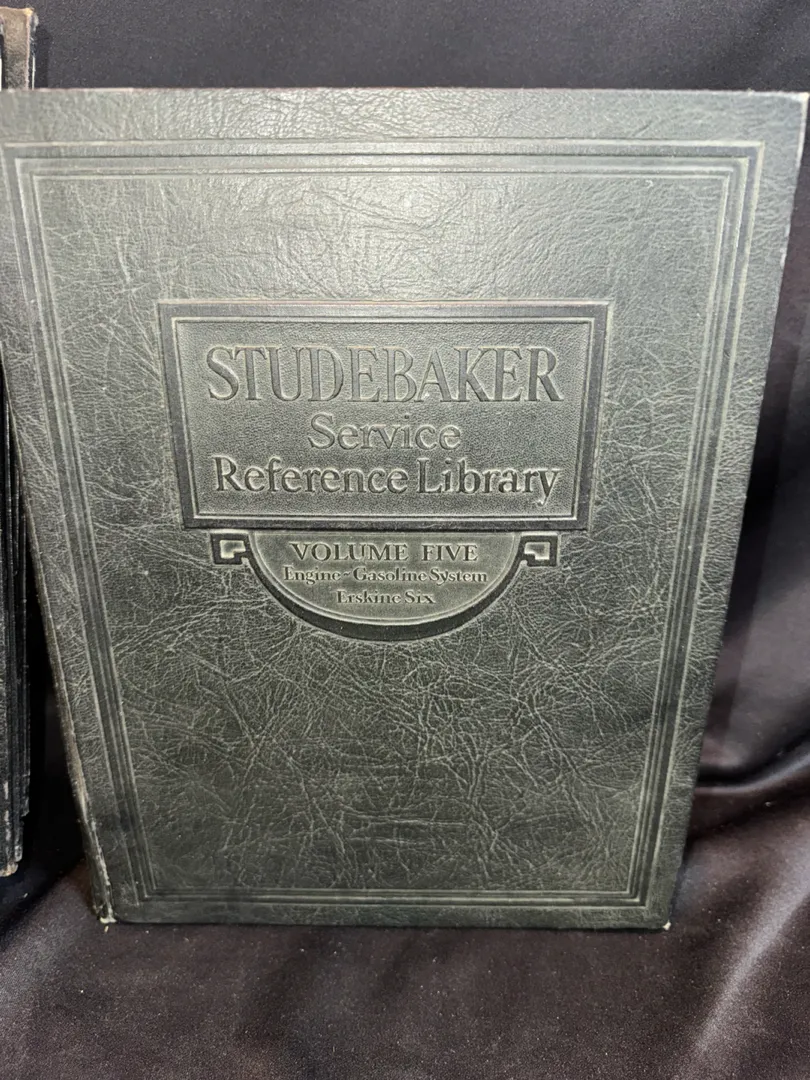 STUDEBAKER
Service
Reference Library
VOLUME FIVE
Engine~Gasoline System
Erskine Six